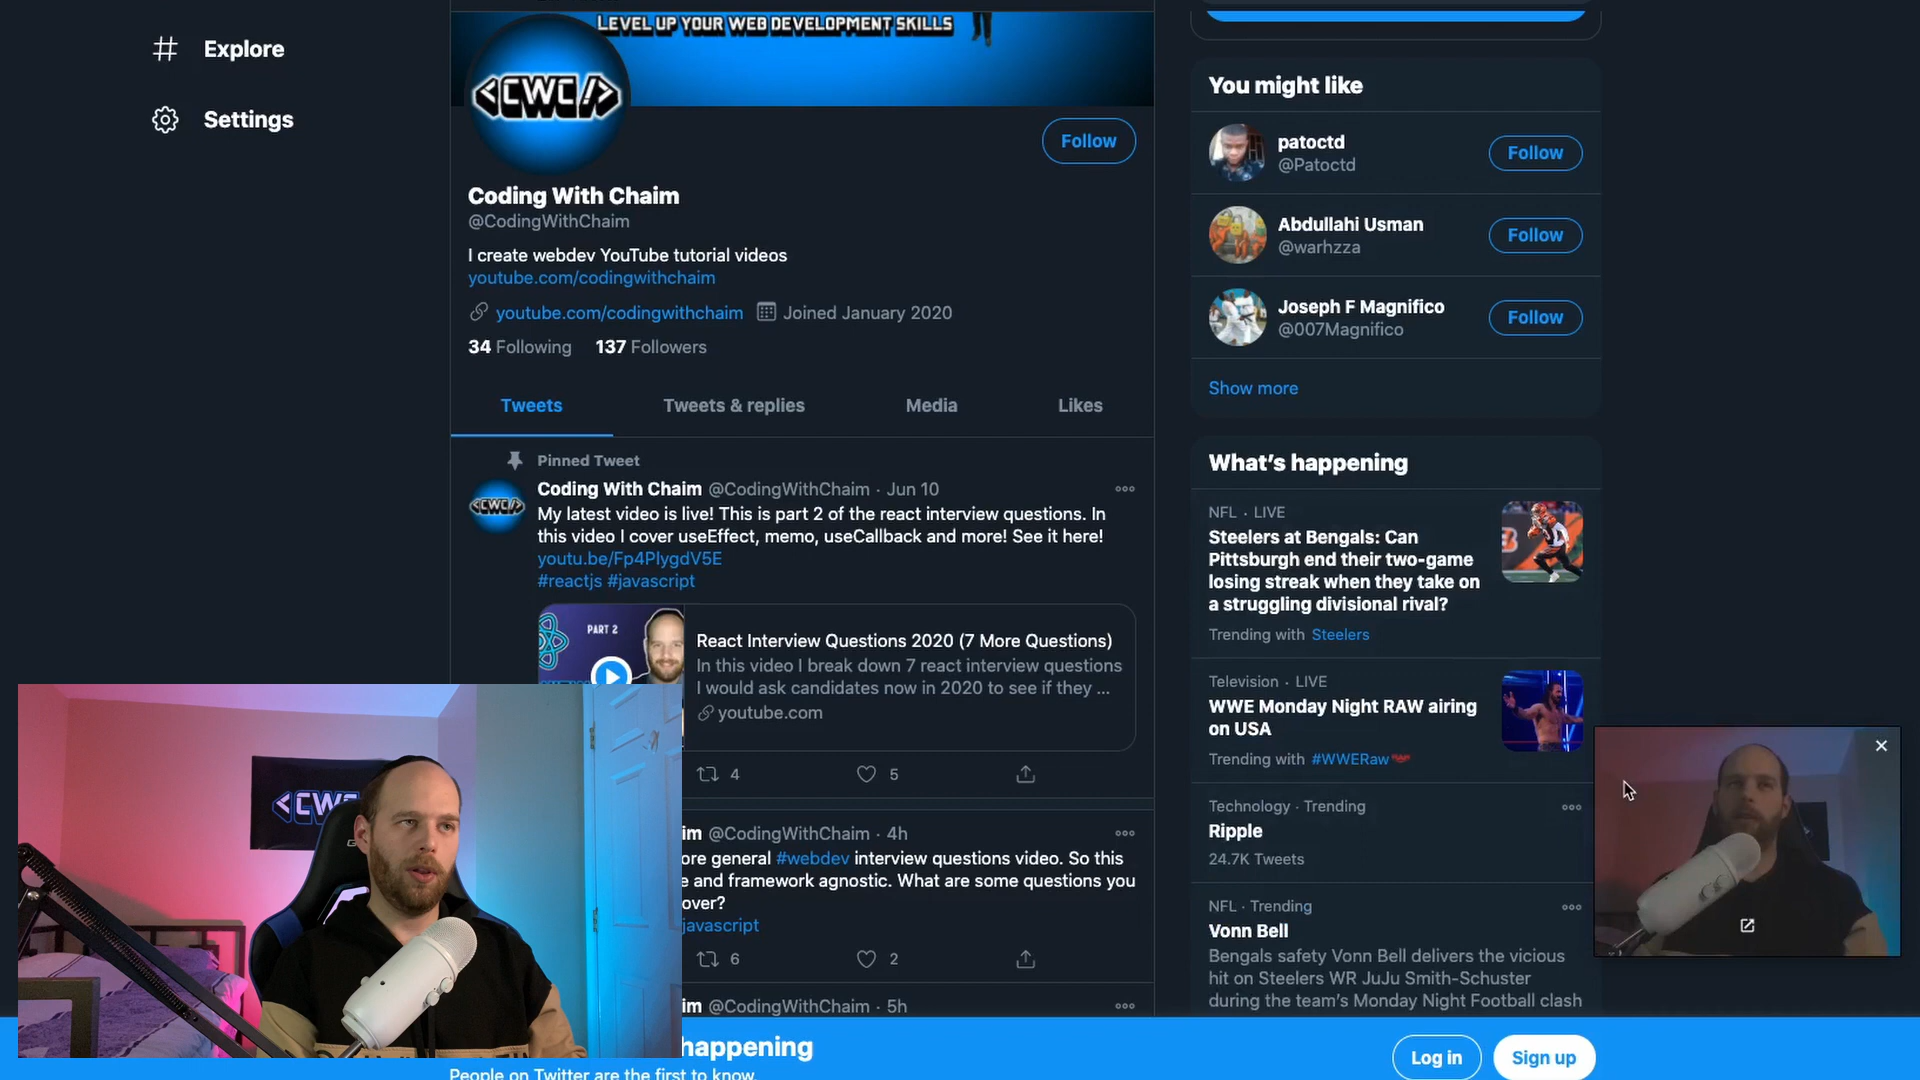 LEVEL UP YOUR WEB DEVELOPMENT SKILLS
Explore
Settings
<CWC/>
Follow
Coding With Chaim
@CodingWithChaim
I create webdev YouTube tutorial videos
youtube.com/codingwithchaim
youtube.com/codingwithchaim Joined January 2020
34 Following 137 Followers
Tweets Tweets & replies Media Likes
Pinned Tweet
Coding With Chaim @CodingWithChaim · Jun 10
My latest video is live! This is part 2 of the react interview questions. In
this video I cover useEffect, memo, useCallback and more! See it here!
youtu.be/Fp4PlygdV5E
#reactjs #javascript
PART 2
React Interview Questions 2020 (7 More Questions)
In this video I break down 7 react interview questions
I would ask candidates now in 2020 to see if they ...
youtube.com
4 5
im @CodingWithChaim · 4h
ore general #webdev interview questions video. So this
e and framework agnostic. What are some questions you
over?
javascript
6 2
im @CodingWithChaim · 5h
<CWC
You might like
patoctd
@Patoctd
Follow
Abdullahi Usman
@warhzza
Follow
Joseph F Magnifico
@007Magnifico
Follow
Show more
What's happening
NFL · LIVE
Steelers at Bengals: Can
Pittsburgh end their two-game
losing streak when they take on
a struggling divisional rival?
Trending with Steelers
Television · LIVE
WWE Monday Night RAW airing
on USA
Trending with #WWERaw
Technology · Trending
Ripple
24.7K Tweets
NFL · Trending
Vonn Bell
Bengals safety Vonn Bell delivers the vicious
hit on Steelers WR JuJu Smith-Schuster
during the team's Monday Night Football clash
happening
People on Twitter are the first to know.
Log in Sign up